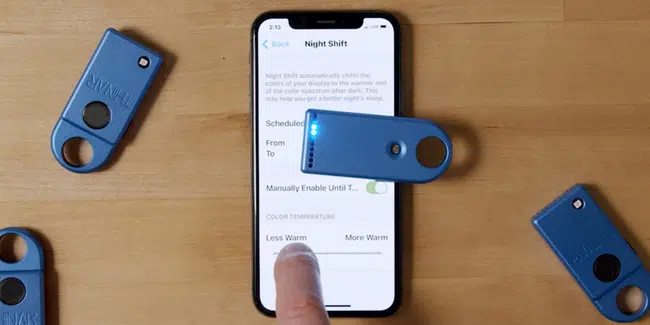 2:13
LTE
Back
Night Shift
Night Shift automatically shifts the
colors of your display to the warmer end
of the color spectrum after dark. This
may help you get a better night's sleep.
Scheduled
From
To
Manually Enable Until T...
COLOR TEMPERATURE
Less Warm
More Warm